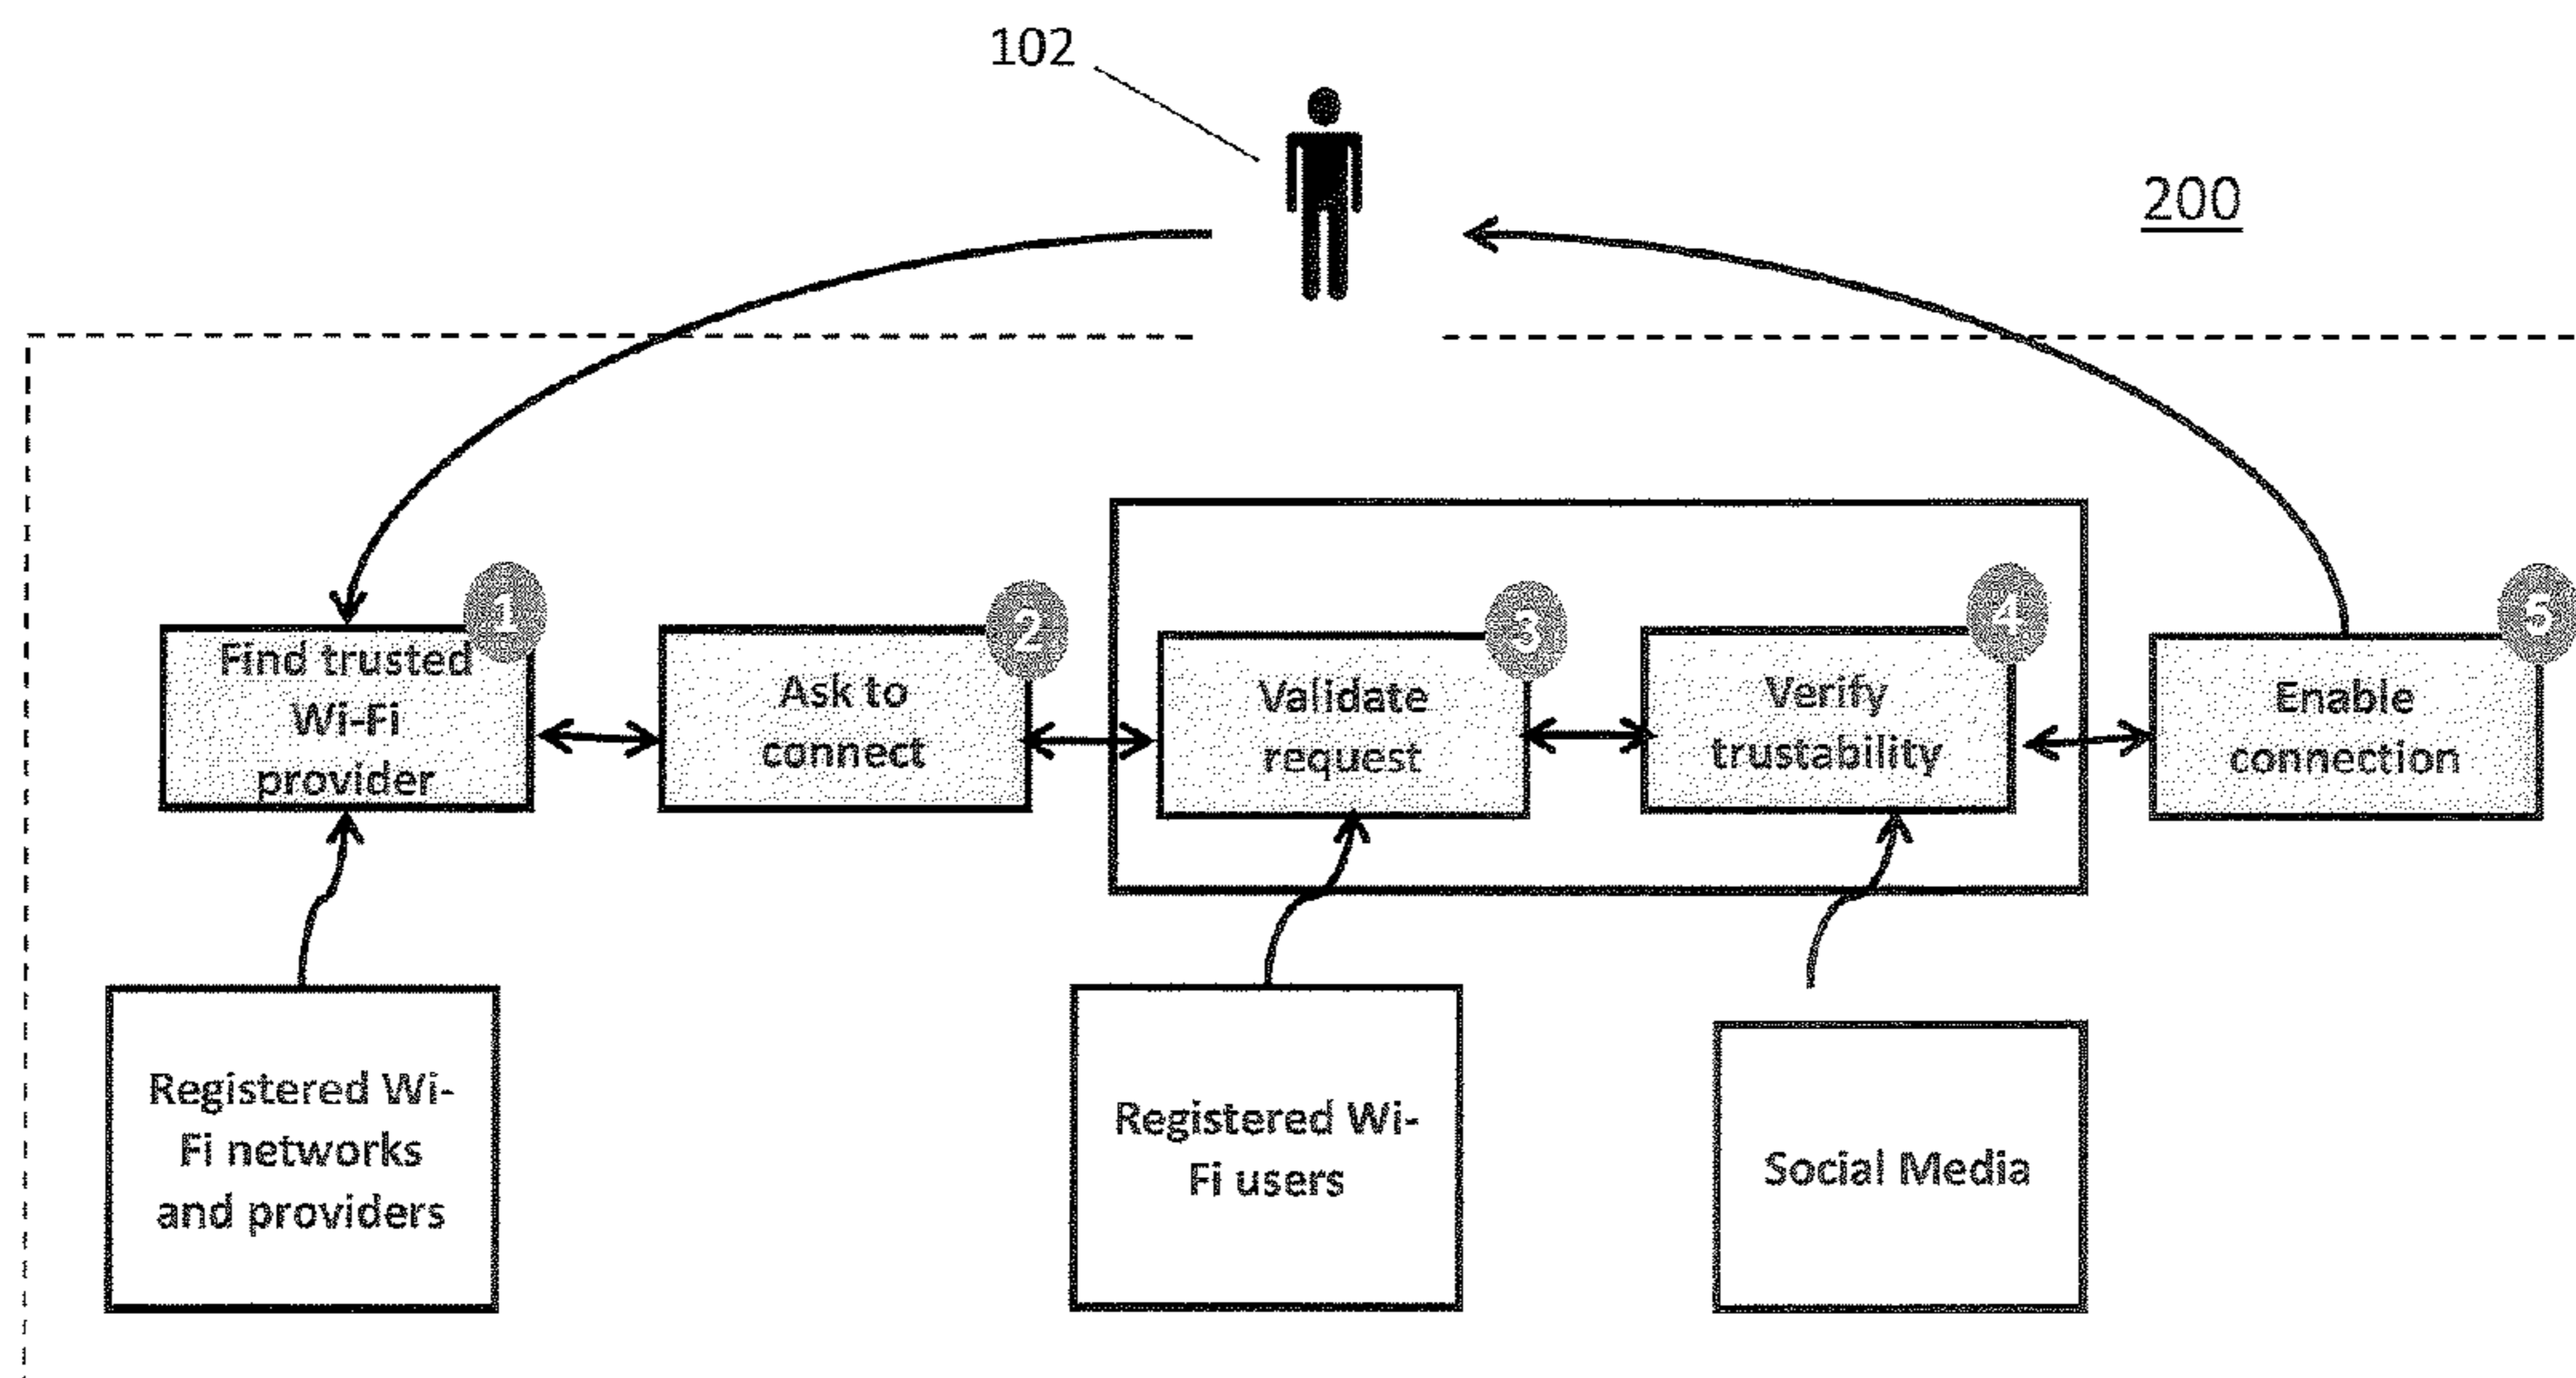 102
200
1
Find trusted
Wi-Fi
provider
2
Ask to
connect
3
Validate
request
4
Verify
trustability
5
Enable
connection
Registered Wi-
Fi networks
and providers
Registered Wi-
Fi users
Social Media